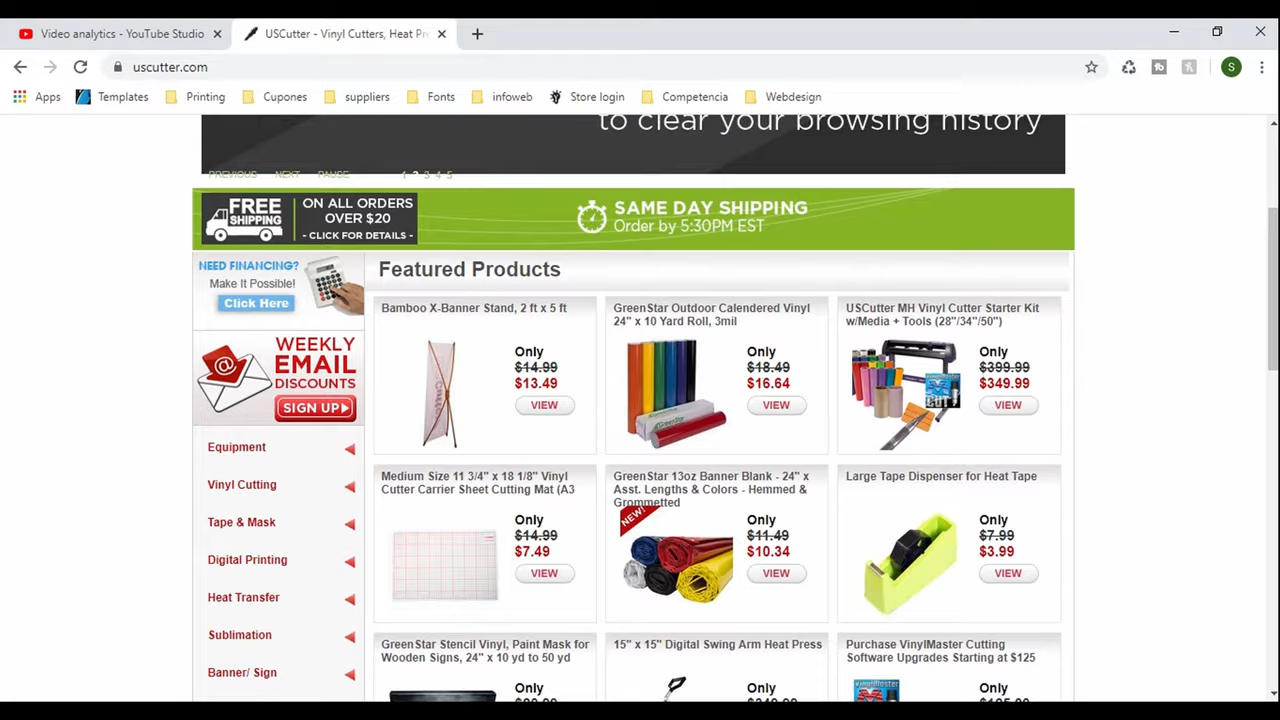 Video analytics - YouTube Studio
USCutter - Vinyl Cutters, Heat Pr
uscutter.com
S
Apps
Templates
Printing
Cupones
suppliers
Fonts
infoweb
Store login
Competencia
Webdesign
to clear your browsing history
PREVIOUS NEXT PAUSE 1 2 3 4 5
FREE
SHIPPING
ON ALL ORDERS
OVER $20
- CLICK FOR DETAILS -
SAME DAY SHIPPING
Order by 5:30PM EST
NEED FINANCING?
Make It Possible!
Click Here
WEEKLY
EMAIL
DISCOUNTS
SIGN UP
Equipment
Vinyl Cutting
Tape & Mask
Digital Printing
Heat Transfer
Sublimation
Banner/ Sign
Featured Products
Bamboo X-Banner Stand, 2 ft x 5 ft
Only
$14.99
$13.49
VIEW
GreenStar Outdoor Calendered Vinyl
24" x 10 Yard Roll, 3mil
Only
$18.49
$16.64
VIEW
USCutter MH Vinyl Cutter Starter Kit
w/Media + Tools (28"/34"/50")
Only
$399.99
$349.99
VIEW
Medium Size 11 3/4" x 18 1/8" Vinyl
Cutter Carrier Sheet Cutting Mat (A3
Only
$14.99
$7.49
VIEW
GreenStar 13oz Banner Blank - 24" x
Asst. Lengths & Colors - Hemmed &
Grommetted
NEW!
Only
$11.49
$10.34
VIEW
Large Tape Dispenser for Heat Tape
Only
$7.99
$3.99
VIEW
GreenStar Stencil Vinyl, Paint Mask for
Wooden Signs, 24" x 10 yd to 50 yd
Only
15" x 15" Digital Swing Arm Heat Press
Only
Purchase VinylMaster Cutting
Software Upgrades Starting at $125
Only